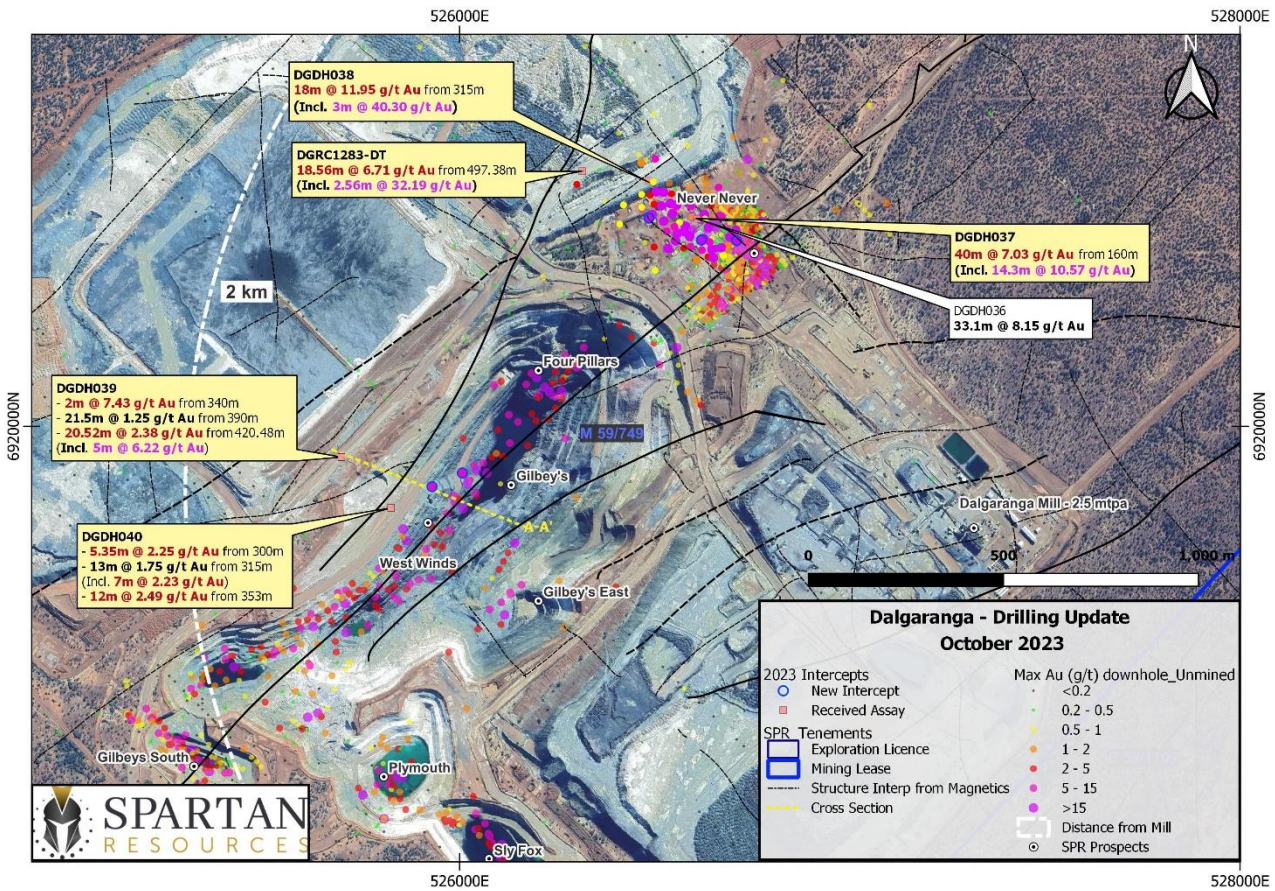 526000E
528000E
N
DGDH038
18m @ 11.95 g/t Au from 315m
(Incl. 3m @ 40.30 g/t Au)
DGRC1283-DT
18.56m @ 6.71 g/t Au from 497.38m
(Incl. 2.56m @ 32.19 g/t Au)
Never Never
DGDH037
40m @ 7.03 g/t Au from 160m
(Incl. 14.3m @ 10.57 g/t Au)
2 km
DGDH036
33.1m @ 8.15 g/t Au
Four Pillars
DGDH039
- 2m @ 7.43 g/t Au from 340m
- 21.5m @ 1.25 g/t Au from 390m
- 20.52m @ 2.38 g/t Au from 420.48m
(Incl. 5m @ 6.22 g/t Au)
6920000N
6920000N
M 59/749
Gilbey's
Dalgaranga Mill - 2.5 mtpa
A-A'
DGDH040
- 5.35m @ 2.25 g/t Au from 300m
- 13m @ 1.75 g/t Au from 315m
(Incl. 7m @ 2.23 g/t Au)
- 12m @ 2.49 g/t Au from 353m
West Winds
0 500 1,000 m
Gilbey's East
Dalgaranga - Drilling Update
October 2023
2023 Intercepts
New Intercept
Received Assay
SPR Tenements
Exploration Licence
Mining Lease
Structure Interp from Magnetics
Cross Section
Max Au (g/t) downhole_Unmined
<0.2
0.2 - 0.5
0.5 - 1
1 - 2
2 - 5
5 - 15
>15
Distance from Mill
SPR Prospects
Gilbeys South
Plymouth
Sly Fox
SPARTAN
RESOURCES
526000E
528000E